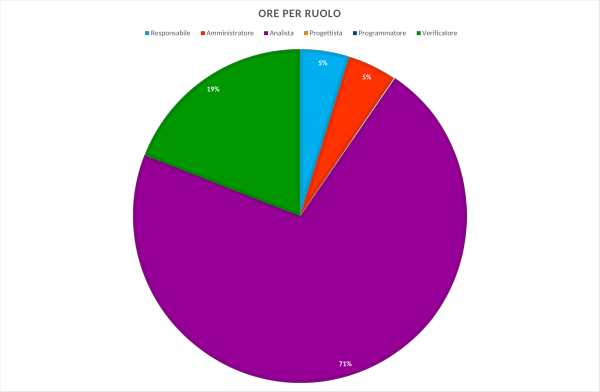 ORE PER RUOLO
Responsabile Amministratore Analista Progettista Programmatore Verificatore
5%
5%
19%
71%